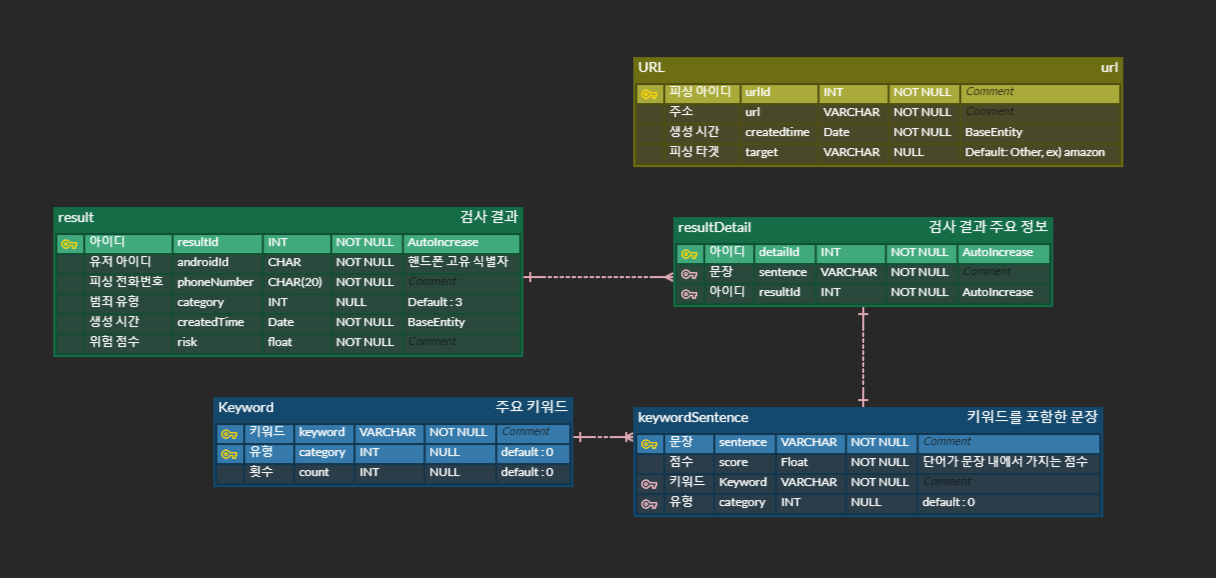 URL url
피싱 아이디 urlId INT NOT NULL Comment
주소 url VARCHAR NOT NULL Comment
생성 시간 createdtime Date NOT NULL BaseEntity
피싱 타겟 target VARCHAR NULL Default: Other, ex) amazon
result 검사 결과
아이디 resultId INT NOT NULL AutoIncrease
유저 아이디 androidId CHAR NOT NULL핸드폰 고유 식별자
피싱 전화번호 phoneNumber CHAR(20) NOT NULL Comment
범죄 유형 category INT NULL Default : 3
생성 시간 createdTime Date NOT NULL BaseEntity
위험 점수 risk float NOT NULL Comment
resultDetail 검사 결과 주요 정보
아이디 detailId INT NOT NULL AutoIncrease
문장 sentence VARCHAR NOT NULL Comment
아이디 resultId INT NOT NULL AutoIncrease
Keyword 주요 키워드
키워드 keyword VARCHAR NOT NULL Comment
유형 category INT NULL default : 0
횟수 count INT NULL default : 0
keywordSentence 키워드를 포함한 문장
문장 sentence VARCHAR NOT NULL Comment
점수 score Float NOT NULL 단어가 문장 내에서 가지는 점수
키워드 Keyword VARCHAR NOT NULL Comment
유형 category INT NULL default : 0